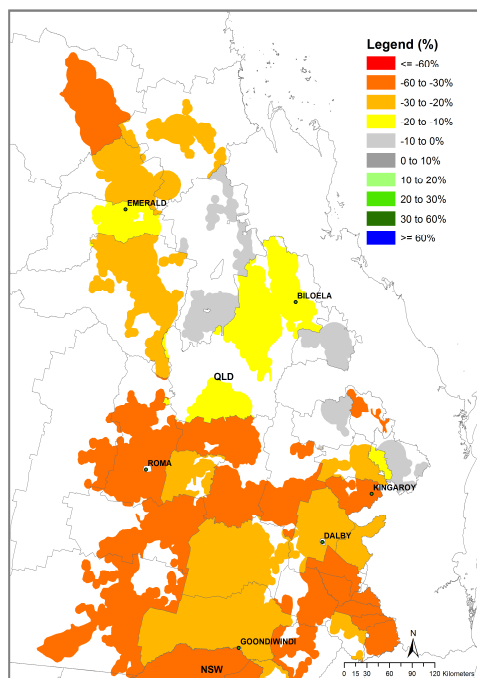 Legend (%)
<= -60%
-60 to -30%
-30 to -20%
-20 to -10%
-10 to 0%
0 to 10%
10 to 20%
20 to 30%
30 to 60%
>= 60%
EMERALD
BILOELA
QLD
ROMA
KINGAROY
DALBY
GOONDIWINDI
N
NSW
0 15 30 60 90 120 Kilometers